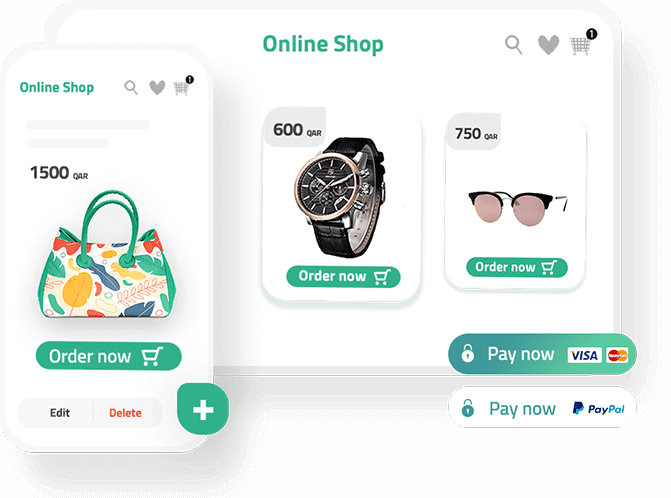 Online Shop
1
Online Shop
1
1500 QAR
Order now
Edit
Delete
600 QAR
Order now
750 QAR
Order now
Pay now VISA
Pay now PayPal